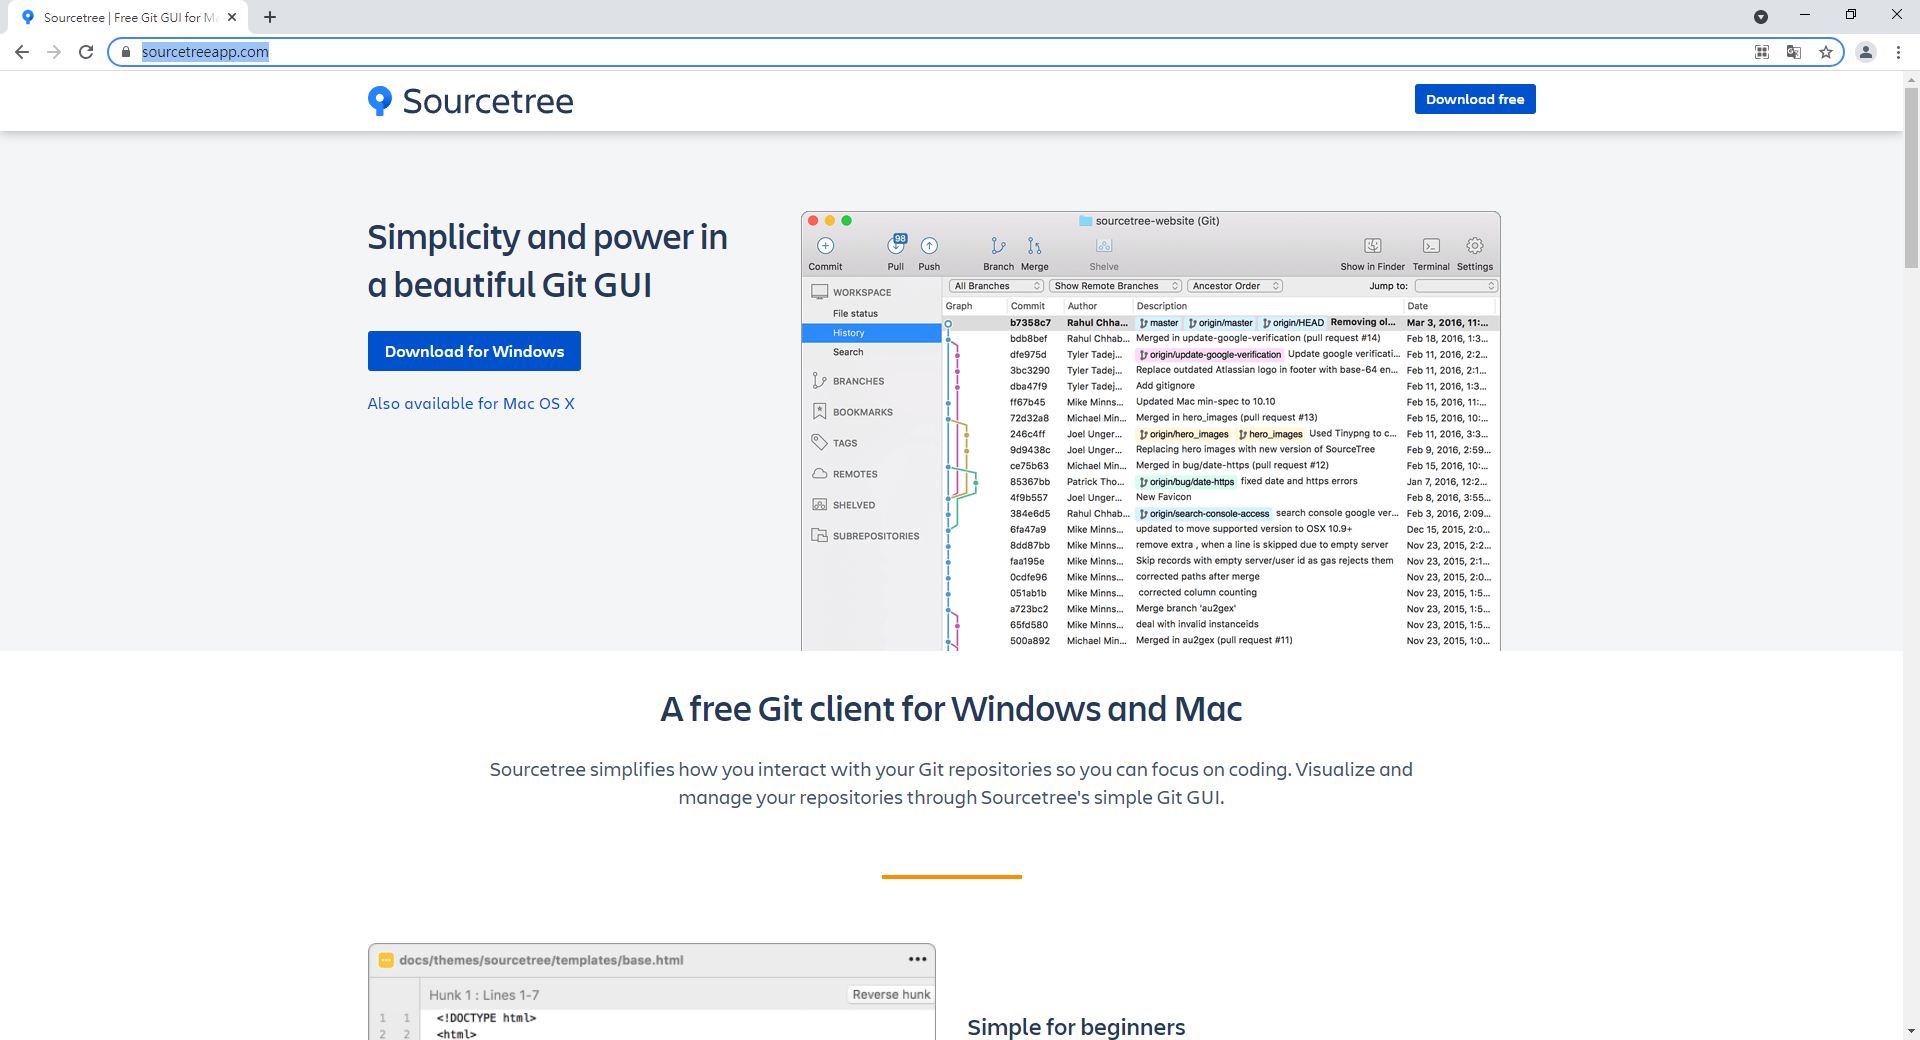 Sourcetree | Free Git GUI for Ma
sourcetreeapp.com
Sourcetree
Download free
Simplicity and power in
a beautiful Git GUI
Download for Windows
Also available for Mac OS X
sourcetree-website (Git)
98
Commit Pull Push Branch Merge Shelve Show in Finder Terminal Settings
WORKSPACE
File status
History
Search
BRANCHES
BOOKMARKS
TAGS
REMOTES
SHELVED
SUBREPOSITORIES
All Branches Show Remote Branches Ancestor Order Jump to:
Graph Commit Author Description Date
b7358c7 Rahul Chha... master origin/master origin/HEAD Removing ol... Mar 3, 2016, 11:...
bdb8bef Rahul Chhab... Merged in update-google-verification (pull request #14) Feb 18, 2016, 1:3...
dfe975d Tyler Tadej... origin/update-google-verification Update google verificati... Feb 11, 2016, 2:2...
3bc3290 Tyler Tadej... Replace outdated Atlassian logo in footer with base-64 en... Feb 11, 2016, 2:1...
dba47f9 Tyler Tadej... Add gitignore Feb 11, 2016, 1:3...
ff67b45 Mike Minns... Updated Mac min-spec to 10.10 Feb 15, 2016, 11:...
72d32a8 Michael Min... Merged in hero_images (pull request #13) Feb 15, 2016, 10:...
246c4ff Joel Unger... origin/hero_images hero_images Used Tinypng to c... Feb 11, 2016, 3:3...
9d9438c Joel Unger... Replacing hero images with new version of SourceTree Feb 9, 2016, 2:59...
ce75b63 Michael Min... Merged in bug/date-https (pull request #12) Feb 15, 2016, 10:...
85367bb Patrick Tho... origin/bug/date-https fixed date and https errors Jan 7, 2016, 12:2...
4f9b557 Joel Unger... New Favicon Feb 8, 2016, 3:55...
384e6d5 Rahul Chhab... origin/search-console-access search console google ver... Feb 3, 2016, 2:09...
6fa47a9 Mike Minns... updated to move supported version to OSX 10.9+ Dec 15, 2015, 2:0...
8dd87bb Mike Minns... remove extra , when a line is skipped due to empty server Nov 23, 2015, 2:2...
faa195e Mike Minns... Skip records with empty server/user id as gas rejects them Nov 23, 2015, 2:1...
0cdfe96 Mike Minns... corrected paths after merge Nov 23, 2015, 2:0...
051ab1b Mike Minns... corrected column counting Nov 23, 2015, 1:5...
a723bc2 Mike Minns... Merge branch 'au2gex' Nov 23, 2015, 1:5...
65fd580 Mike Minns... deal with invalid instanceids Nov 23, 2015, 1:5...
500a892 Michael Min... Merged in au2gex (pull request #11) Nov 23, 2015, 1:0...
A free Git client for Windows and Mac
Sourcetree simplifies how you interact with your Git repositories so you can focus on coding. Visualize and
manage your repositories through Sourcetree's simple Git GUI.
docs/themes/sourcetree/templates/base.html
Hunk 1 : Lines 1-7 Reverse hunk
1 1 <!DOCTYPE html>
2 2 <html>
Simple for beginners